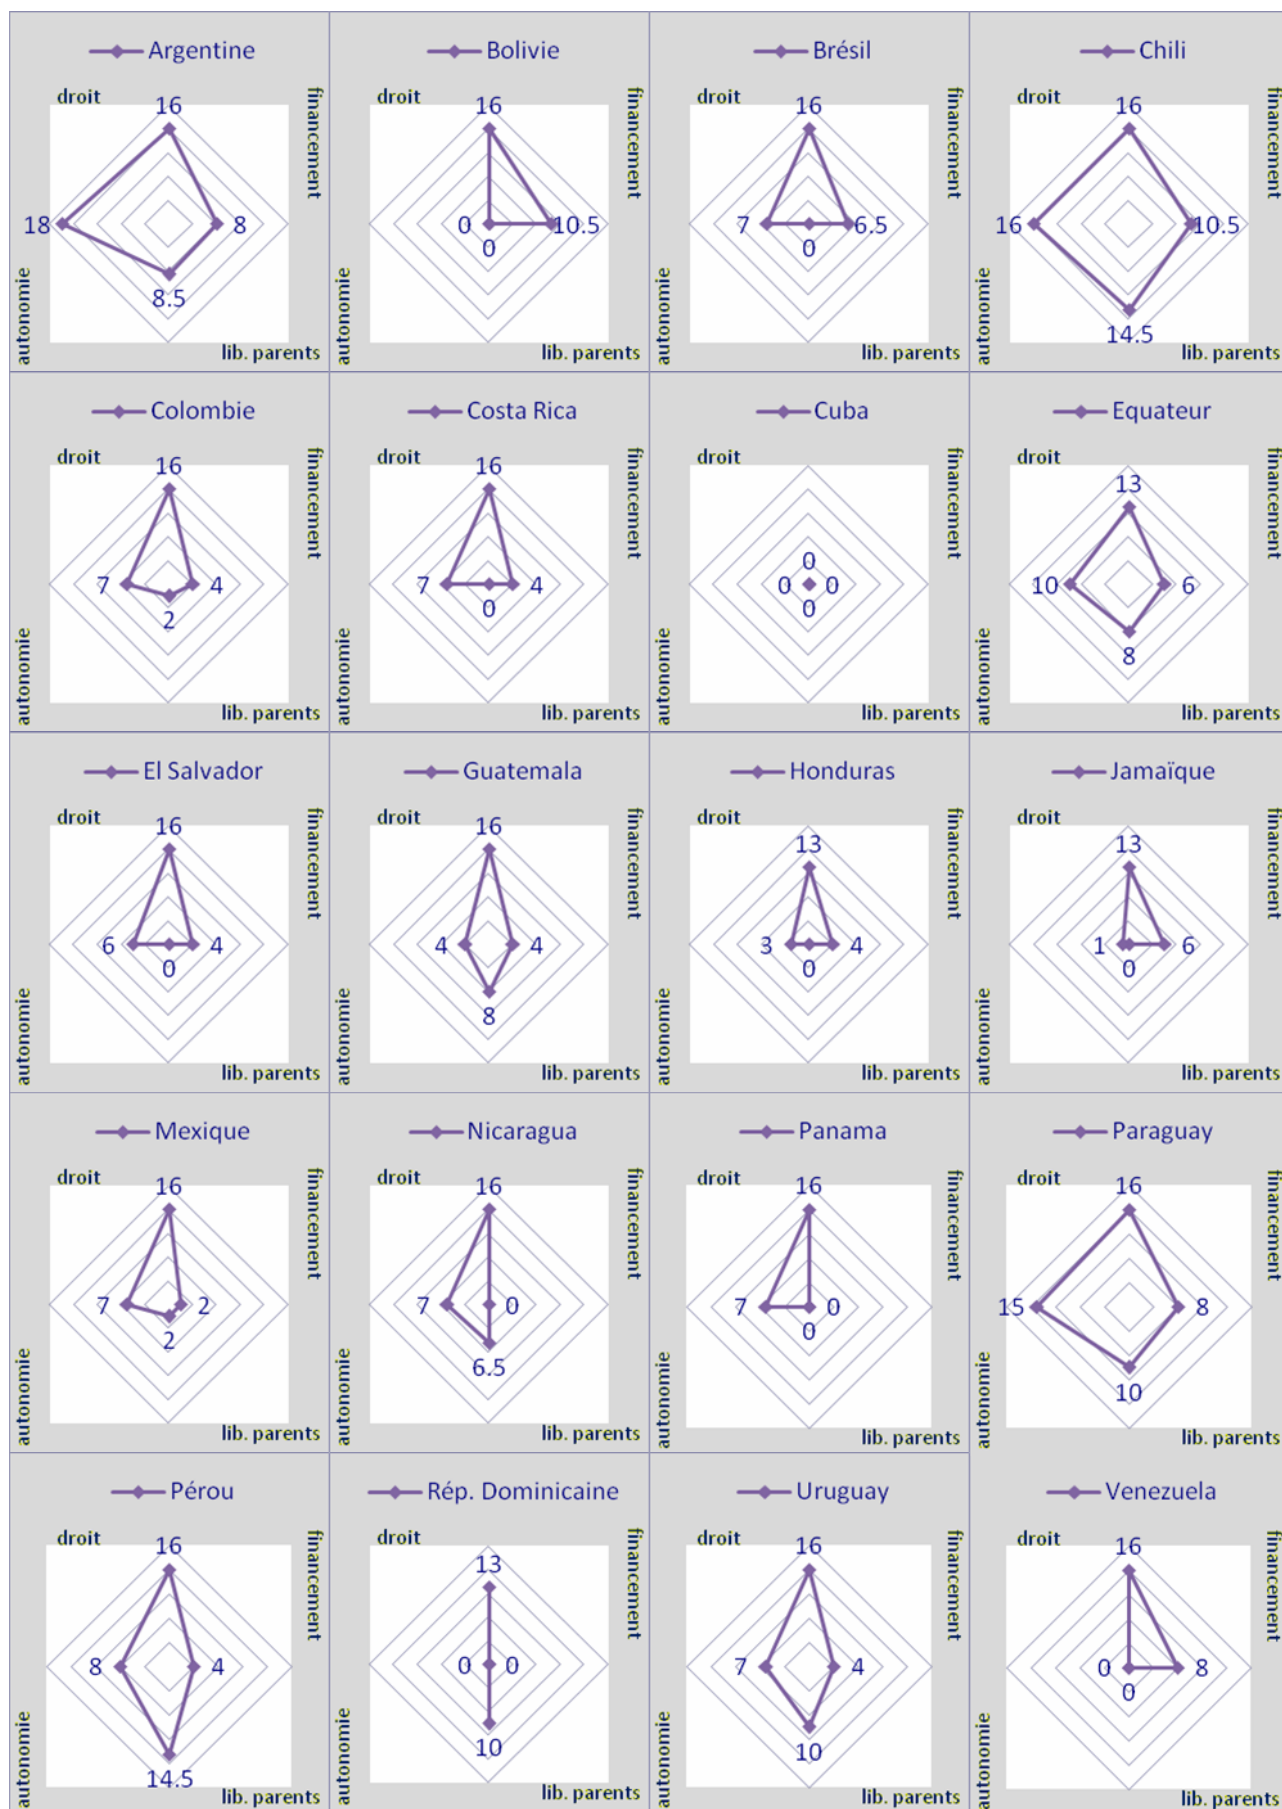 Argentine
droit
financement
16
18
8
8.5
autonomie
lib. parents
Bolivie
droit
financement
16
0
10.5
0
autonomie
lib. parents
Brésil
droit
financement
16
7
6.5
0
autonomie
lib. parents
Chili
droit
financement
16
16
10.5
14.5
autonomie
lib. parents
Colombie
droit
financement
16
7
4
2
autonomie
lib. parents
Costa Rica
droit
financement
16
7
4
0
autonomie
lib. parents
Cuba
droit
financement
0
0
0
0
autonomie
lib. parents
Equateur
droit
financement
13
10
6
8
autonomie
lib. parents
El Salvador
droit
financement
16
6
4
0
autonomie
lib. parents
Guatemala
droit
financement
16
4
4
8
autonomie
lib. parents
Honduras
droit
financement
13
3
4
0
autonomie
lib. parents
Jamaïque
droit
financement
13
1
6
0
autonomie
lib. parents
Mexique
droit
financement
16
7
2
2
autonomie
lib. parents
Nicaragua
droit
financement
16
7
0
6.5
autonomie
lib. parents
Panama
droit
financement
16
7
0
0
autonomie
lib. parents
Paraguay
droit
financement
16
15
8
10
autonomie
lib. parents
Pérou
droit
financement
16
8
4
14.5
autonomie
lib. parents
Rép. Dominicaine
droit
financement
13
0
0
10
autonomie
lib. parents
Uruguay
droit
financement
16
7
4
10
autonomie
lib. parents
Venezuela
droit
financement
16
0
8
0
autonomie
lib. parents